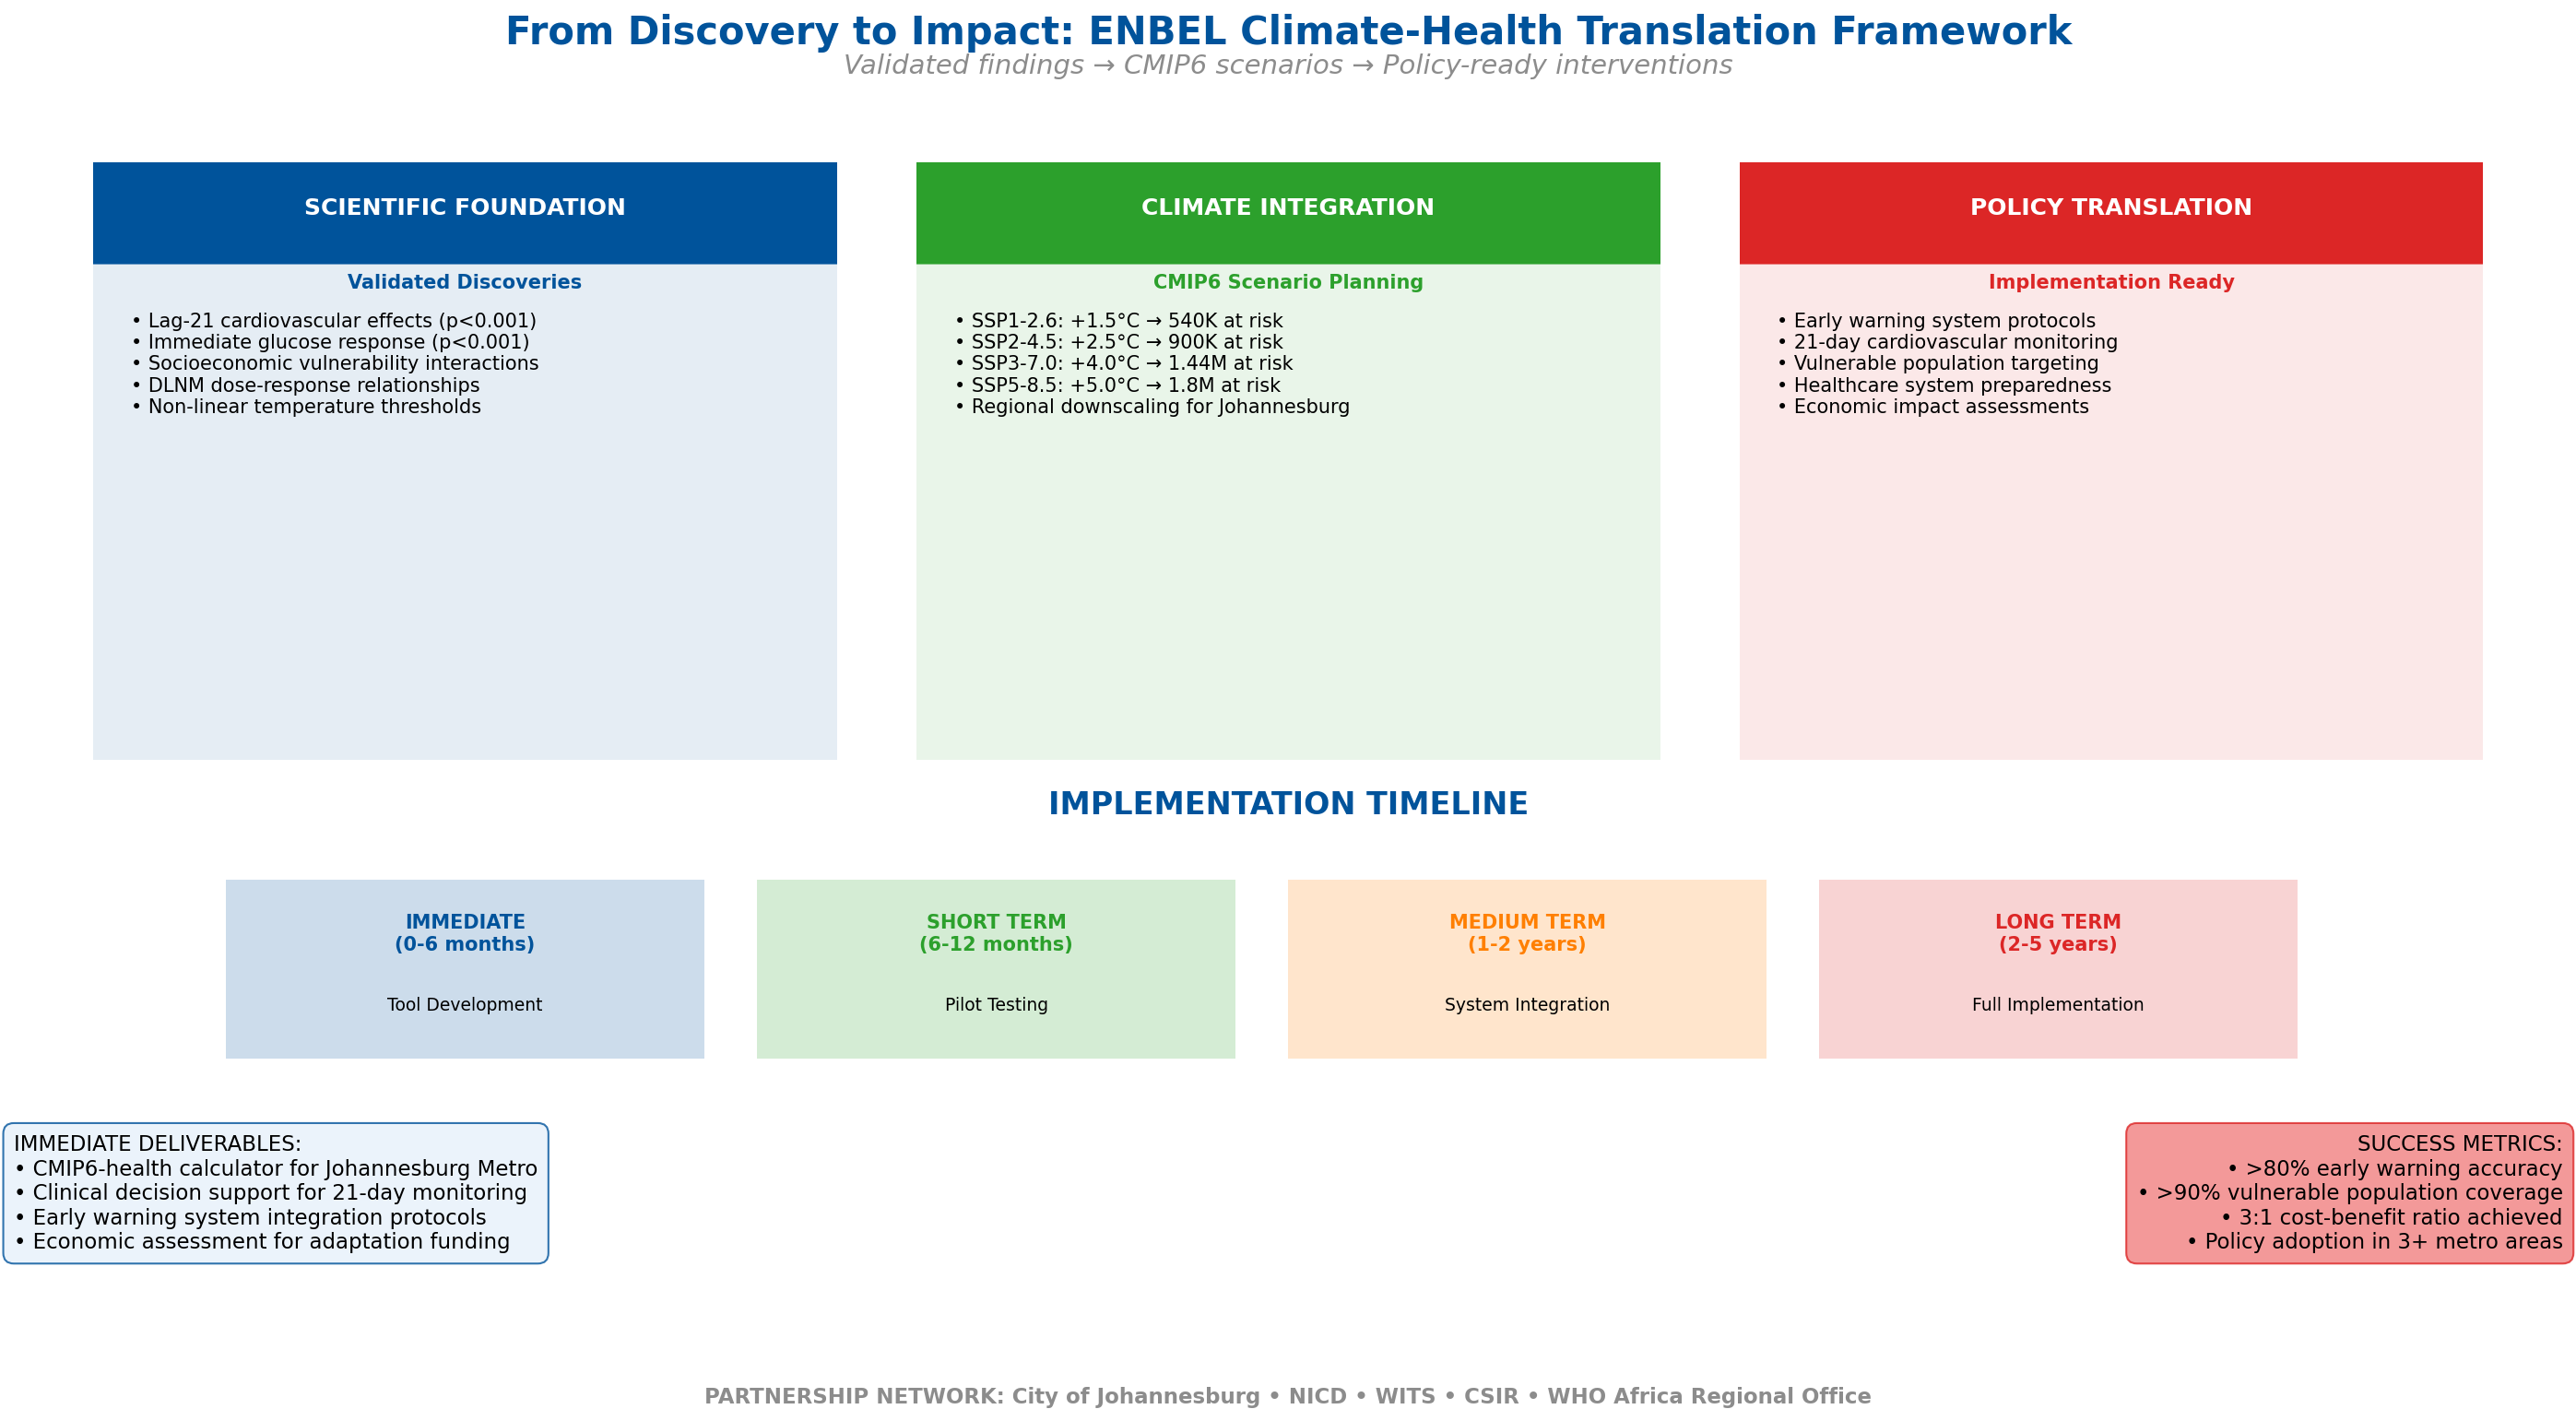 From Discovery to Impact: ENBEL Climate-Health Translation Framework
Validated findings → CMIP6 scenarios → Policy-ready interventions
SCIENTIFIC FOUNDATION
Validated Discoveries
• Lag-21 cardiovascular effects (p<0.001)
• Immediate glucose response (p<0.001)
• Socioeconomic vulnerability interactions
• DLNM dose-response relationships
• Non-linear temperature thresholds
CLIMATE INTEGRATION
CMIP6 Scenario Planning
• SSP1-2.6: +1.5°C → 540K at risk
• SSP2-4.5: +2.5°C → 900K at risk
• SSP3-7.0: +4.0°C → 1.44M at risk
• SSP5-8.5: +5.0°C → 1.8M at risk
• Regional downscaling for Johannesburg
POLICY TRANSLATION
Implementation Ready
• Early warning system protocols
• 21-day cardiovascular monitoring
• Vulnerable population targeting
• Healthcare system preparedness
• Economic impact assessments
IMPLEMENTATION TIMELINE
IMMEDIATE
(0-6 months)
Tool Development
SHORT TERM
(6-12 months)
Pilot Testing
MEDIUM TERM
(1-2 years)
System Integration
LONG TERM
(2-5 years)
Full Implementation
IMMEDIATE DELIVERABLES:
• CMIP6-health calculator for Johannesburg Metro
• Clinical decision support for 21-day monitoring
• Early warning system integration protocols
• Economic assessment for adaptation funding
SUCCESS METRICS:
• >80% early warning accuracy
• >90% vulnerable population coverage
• 3:1 cost-benefit ratio achieved
• Policy adoption in 3+ metro areas
PARTNERSHIP NETWORK: City of Johannesburg • NICD • WITS • CSIR • WHO Africa Regional Office